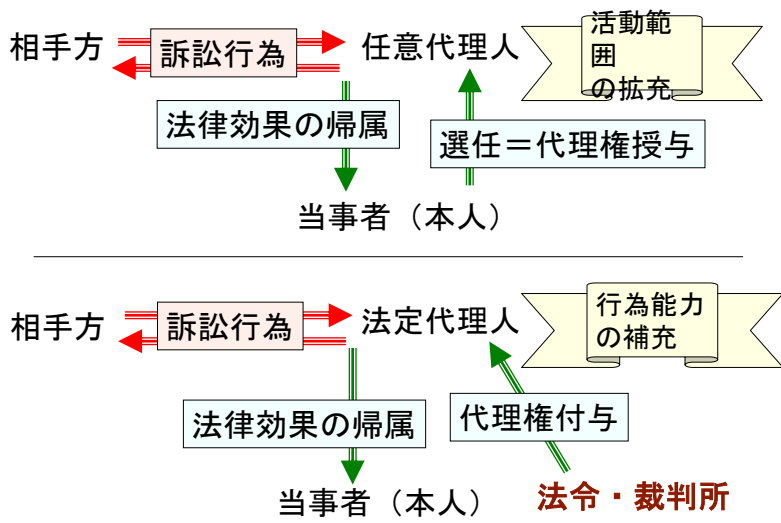 活動範
囲
の拡充
相手方
訴訟行為
任意代理人
法律効果の帰属
選任＝代理権授与
当事者（本人）
行為能力
の補充
相手方
訴訟行為
法定代理人
法律効果の帰属
代理権付与
当事者（本人）
法令・裁判所